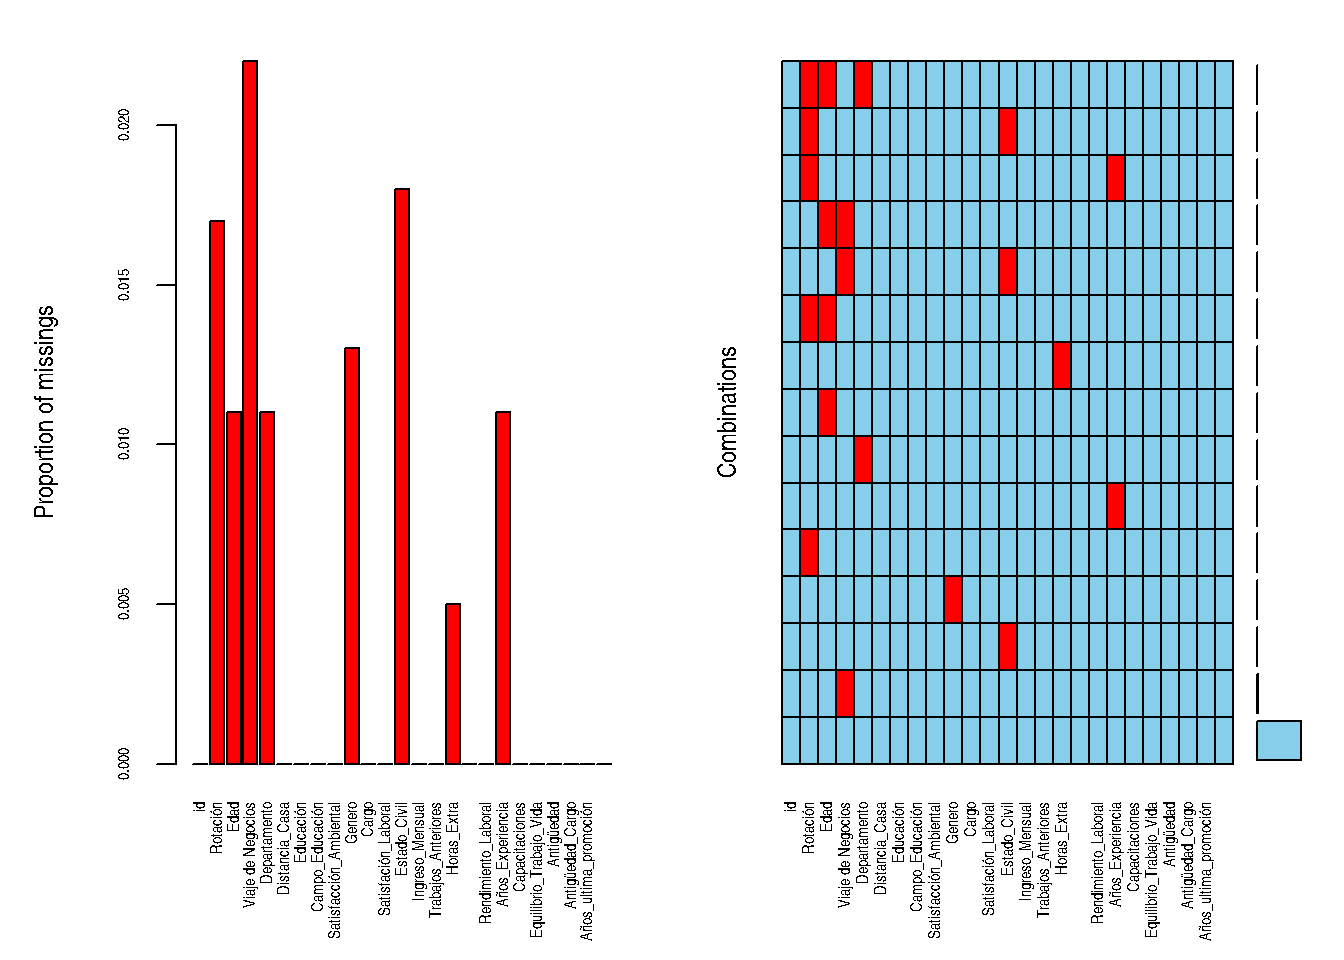 Proportion of missings
0.020
0.015
0.010
0.005
0.000
id
Rotación
Edad
Viaje de Negocios
Departamento
Distancia_Casa
Educación
Campo_Educación
Satisfacción_Ambiental
Genero
Cargo
Satisfación_Laboral
Estado_Civil
Ingreso_Mensual
Trabajos_Anteriores
Horas_Extra
Rendimiento_Laboral
Años_Experiencia
Capacitaciones
Equilibrio_Trabajo_Vida
Antigüedad
Antigüedad_Cargo
Años_ultima_promoción
Combinations
id
Rotación
Edad
Viaje de Negocios
Departamento
Distancia_Casa
Educación
Campo_Educación
Satisfacción_Ambiental
Genero
Cargo
Satisfación_Laboral
Estado_Civil
Ingreso_Mensual
Trabajos_Anteriores
Horas_Extra
Rendimiento_Laboral
Años_Experiencia
Capacitaciones
Equilibrio_Trabajo_Vida
Antigüedad
Antigüedad_Cargo
Años_ultima_promoción